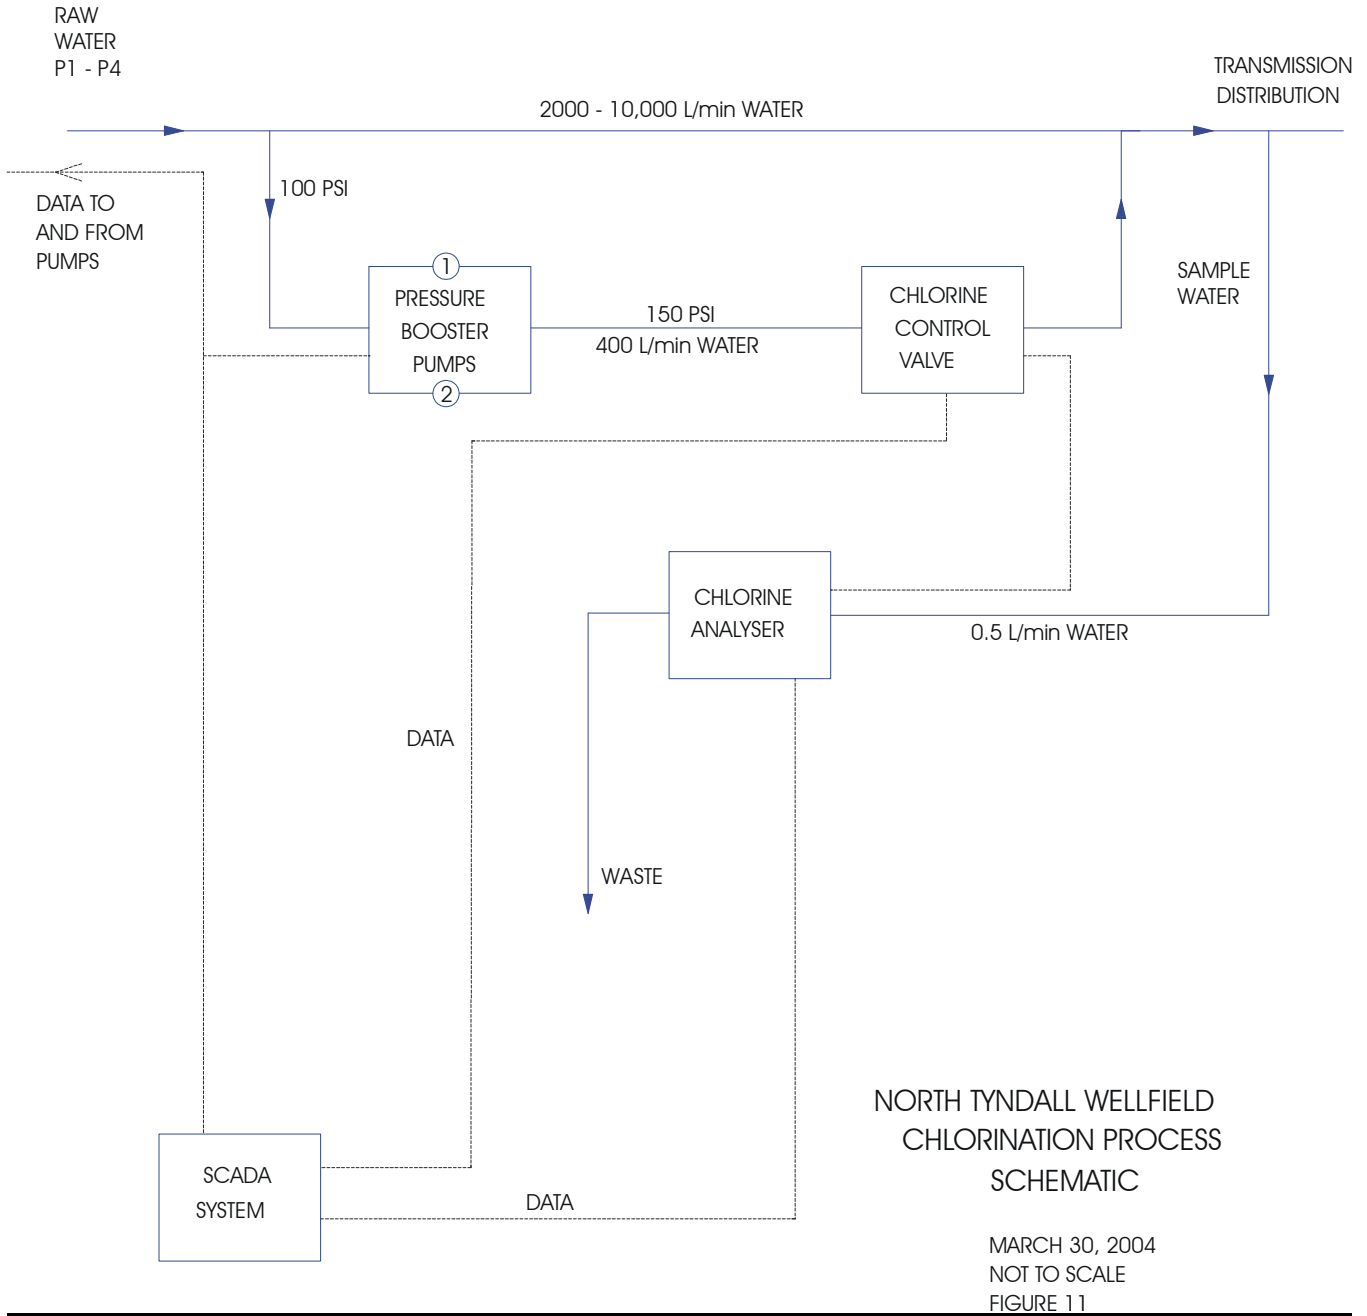 RAW
WATER
P1 - P4
TRANSMISSION
DISTRIBUTION
2000 - 10,000 L/min WATER
100 PSI
DATA TO
AND FROM
PUMPS
1
PRESSURE
BOOSTER
PUMPS
2
150 PSI
400 L/min WATER
CHLORINE
CONTROL
VALVE
SAMPLE
WATER
CHLORINE
ANALYSER
0.5 L/min WATER
DATA
WASTE
SCADA
SYSTEM
DATA
NORTH TYNDALL WELLFIELD
CHLORINATION PROCESS
SCHEMATIC
MARCH 30, 2004
NOT TO SCALE
FIGURE 11